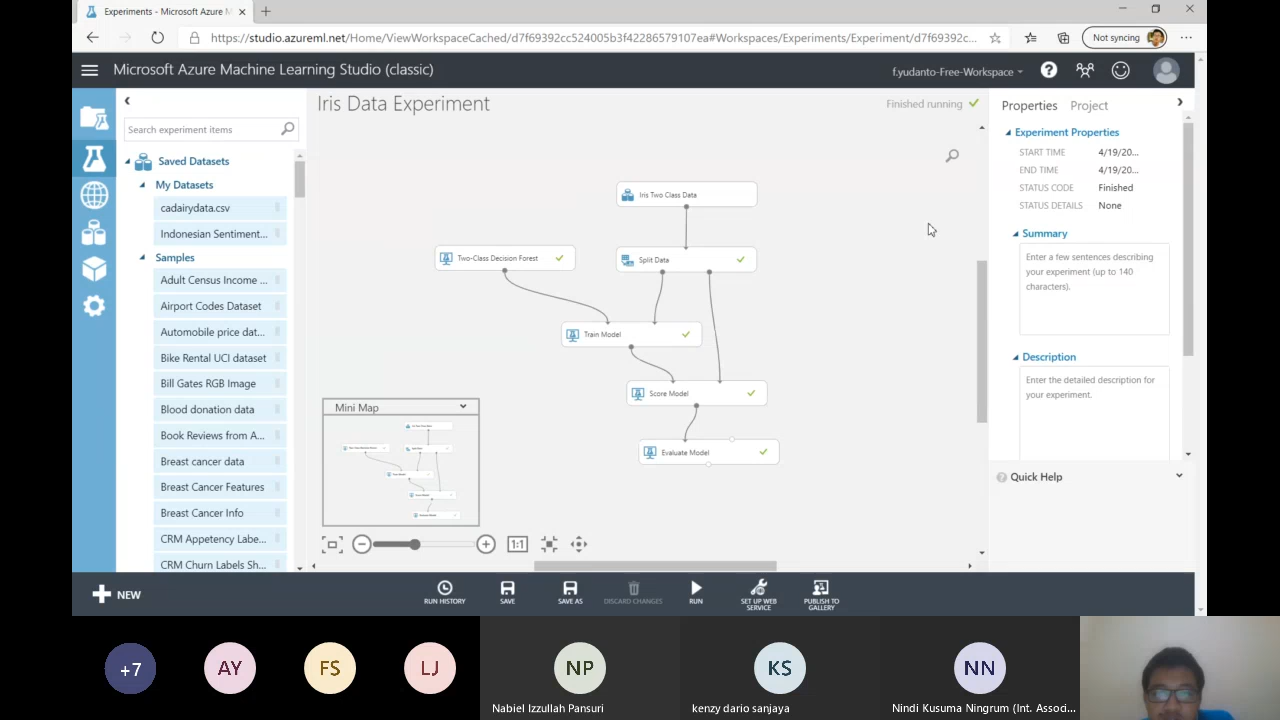 Experiments - Microsoft Azure M
https://studio.azureml.net/Home/ViewWorkspaceCached/d7f69392cc524005b3f42286579107ea#Workspaces/Experiments/Experiment/d7f69392c...
Not syncing
Microsoft Azure Machine Learning Studio (classic)
f.yudanto-Free-Workspace
Iris Data Experiment
Finished running
Search experiment items
Saved Datasets
My Datasets
cadairydata.csv
Indonesian Sentiment...
Samples
Adult Census Income ...
Airport Codes Dataset
Automobile price dat...
Bike Rental UCI dataset
Bill Gates RGB Image
Blood donation data
Book Reviews from A...
Breast cancer data
Breast Cancer Features
Breast Cancer Info
CRM Appetency Labe...
CRM Churn Labels Sh...
Iris Two Class Data
Two-Class Decision Forest
Split Data
Train Model
Score Model
Evaluate Model
Mini Map
1:1
Properties Project
Experiment Properties
START TIME 4/19/20...
END TIME 4/19/20...
STATUS CODE Finished
STATUS DETAILS None
Summary
Enter a few sentences describing
your experiment (up to 140
characters).
Description
Enter the detailed description for
your experiment.
Quick Help
NEW
RUN HISTORY
SAVE
SAVE AS
DISCARD CHANGES
RUN
SET UP WEB
SERVICE
PUBLISH TO
GALLERY
+7
AY
FS
LJ
NP
KS
NN
Nabiel Izzullah Pansuri
kenzy dario sanjaya
Nindi Kusuma Ningrum (Int. Associ...